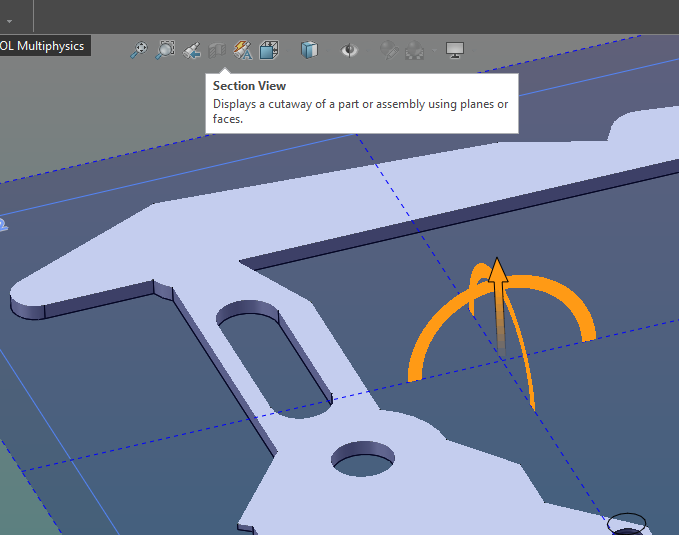 OL Multiphysics
Section View
Displays a cutaway of a part or assembly using planes or
faces.